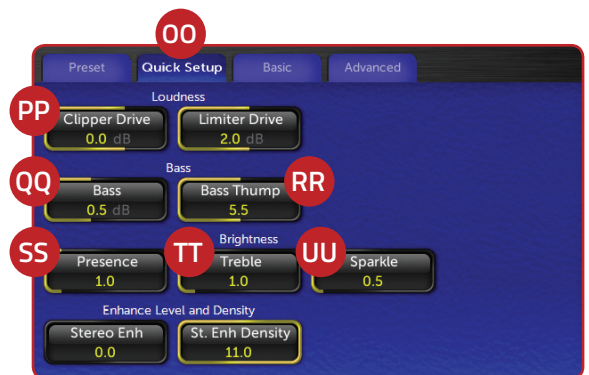 OO
Preset Quick Setup Basic Advanced
Loudness
PP
Clipper Drive Limiter Drive
0.0 dB 2.0 dB
Bass
QQ RR
Bass Bass Thump
0.5 dB 5.5
Brightness
SS TT UU
Presence Treble Sparkle
1.0 1.0 0.5
Enhance Level and Density
Stereo Enh St. Enh Density
0.0 11.0